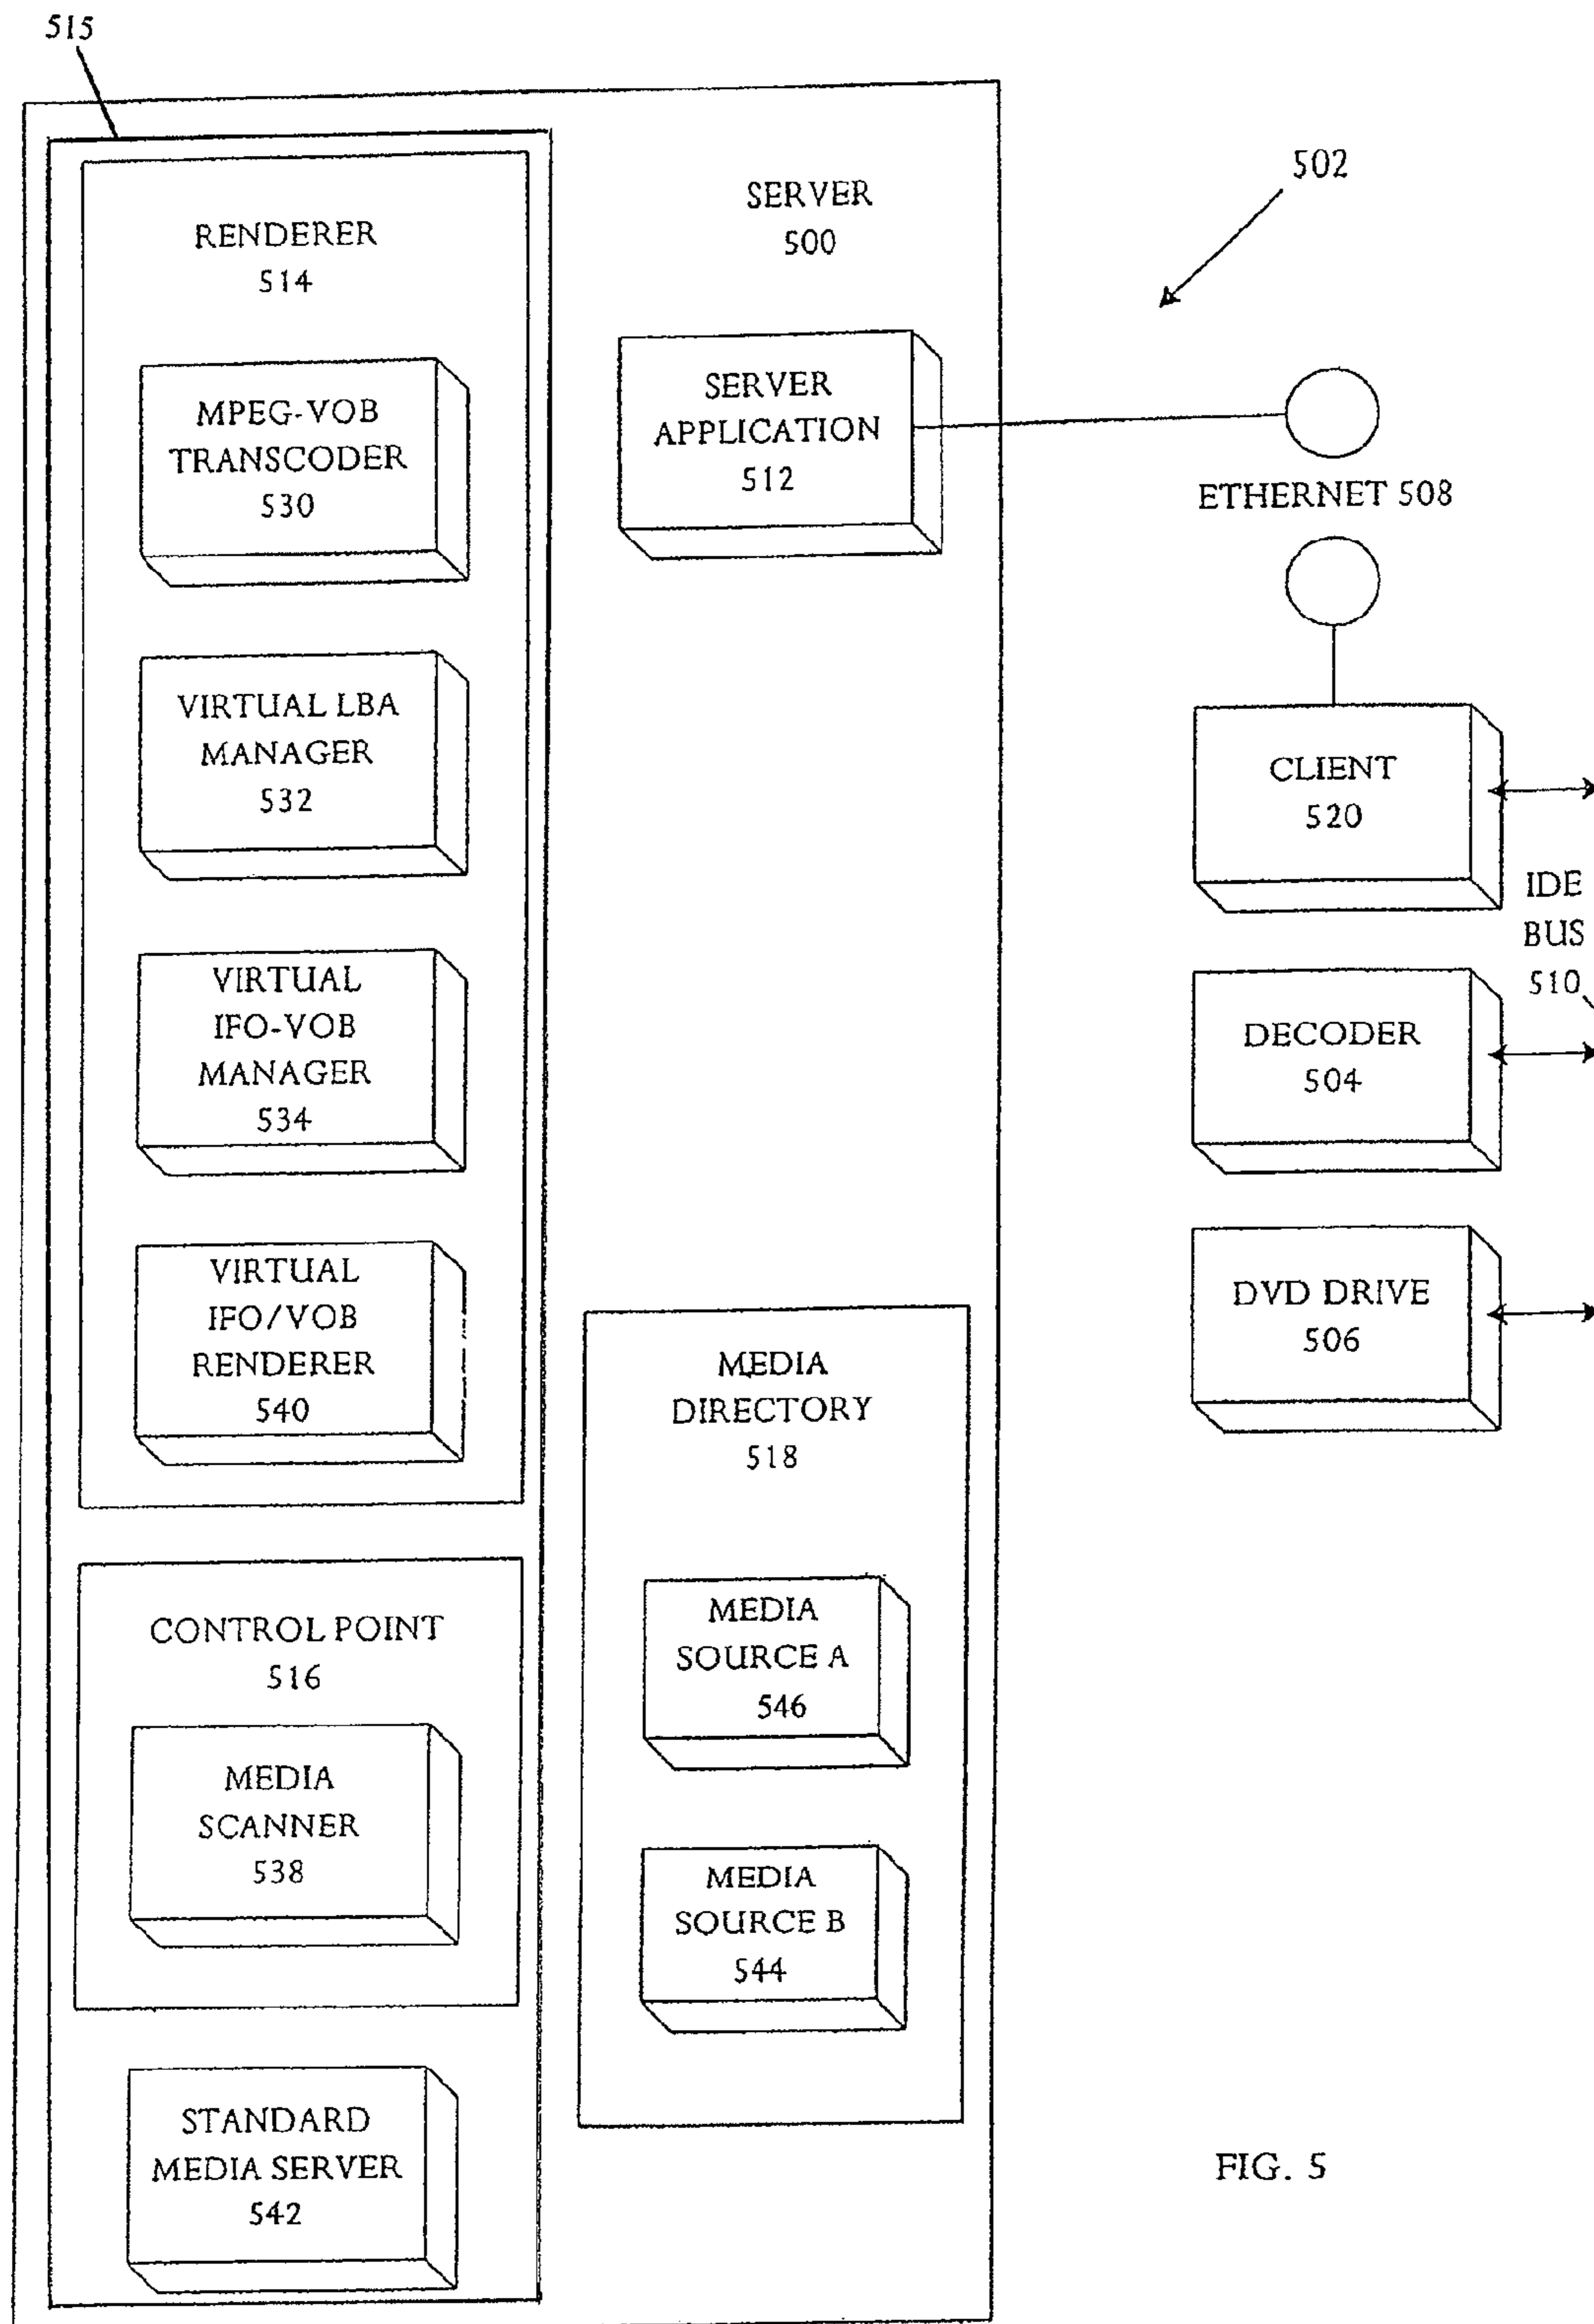 515
502
SERVER
500
RENDERER
514
MPEG-VOB
TRANSCODER
530
SERVER
APPLICATION
512
ETHERNET 508
VIRTUAL LBA
MANAGER
532
CLIENT
520
IDE
BUS
510
VIRTUAL
IFO-VOB
MANAGER
534
DECODER
504
VIRTUAL
IFO/VOB
RENDERER
540
DVD DRIVE
506
MEDIA
DIRECTORY
518
CONTROL POINT
516
MEDIA
SOURCE A
546
MEDIA
SCANNER
538
MEDIA
SOURCE B
544
STANDARD
MEDIA SERVER
542
FIG. 5